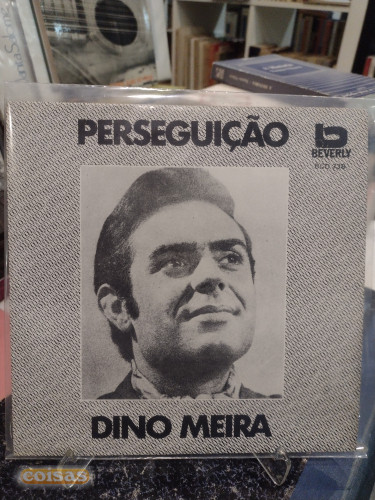 PERSEGUIÇÃO
b
BEVERLY
DINO MEIRA
coisas